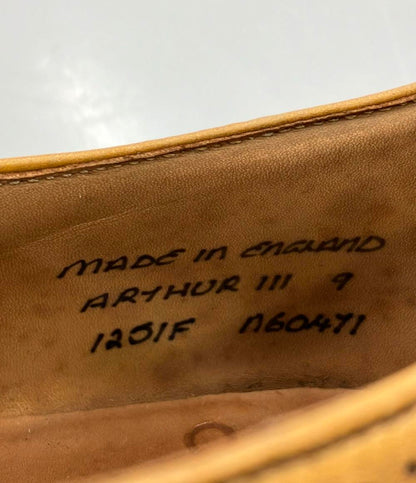 MADE IN ENGLAND
ARTHUR III 9
1201F N60471